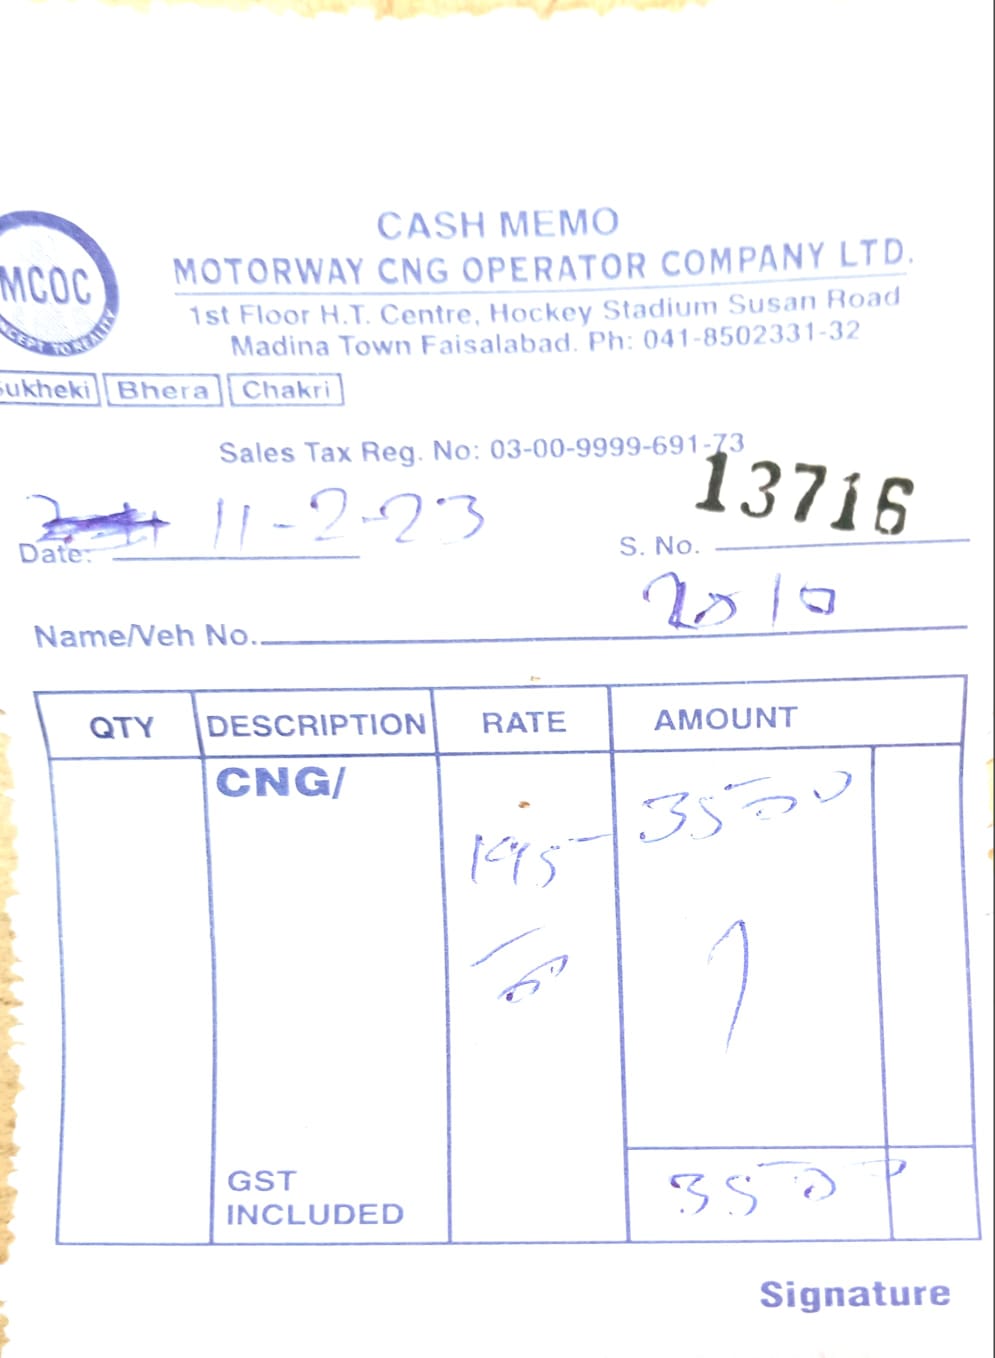 CASH MEMO
MCOC
MOTORWAY CNG OPERATOR COMPANY LTD.
1st Floor H.T. Centre, Hockey Stadium Susan Road
Madina Town Faisalabad. Ph: 041-8502331-32
Sukheki Bhera Chakri
Sales Tax Reg. No: 03-00-9999-691-73
Date: 11-2-23
S. No. 13716
Name/Veh No. 2010
QTY DESCRIPTION RATE AMOUNT
CNG/ 195 3500
GST
INCLUDED 3500
Signature